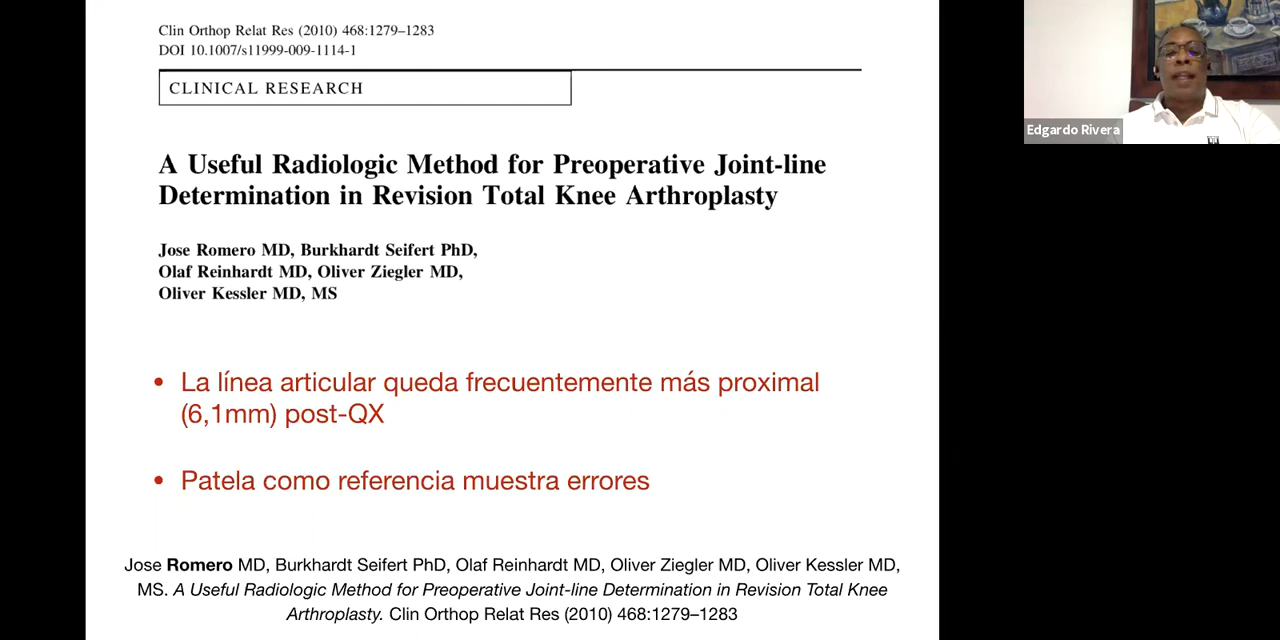 Clin Orthop Relat Res (2010) 468:1279–1283
DOI 10.1007/s11999-009-1114-1
CLINICAL RESEARCH
A Useful Radiologic Method for Preoperative Joint-line
Determination in Revision Total Knee Arthroplasty
Jose Romero MD, Burkhardt Seifert PhD,
Olaf Reinhardt MD, Oliver Ziegler MD,
Oliver Kessler MD, MS
• La línea articular queda frecuentemente más proximal
(6,1mm) post-QX
• Patela como referencia muestra errores
Jose Romero MD, Burkhardt Seifert PhD, Olaf Reinhardt MD, Oliver Ziegler MD, Oliver Kessler MD,
MS. A Useful Radiologic Method for Preoperative Joint-line Determination in Revision Total Knee
Arthroplasty. Clin Orthop Relat Res (2010) 468:1279–1283
Edgardo Rivera